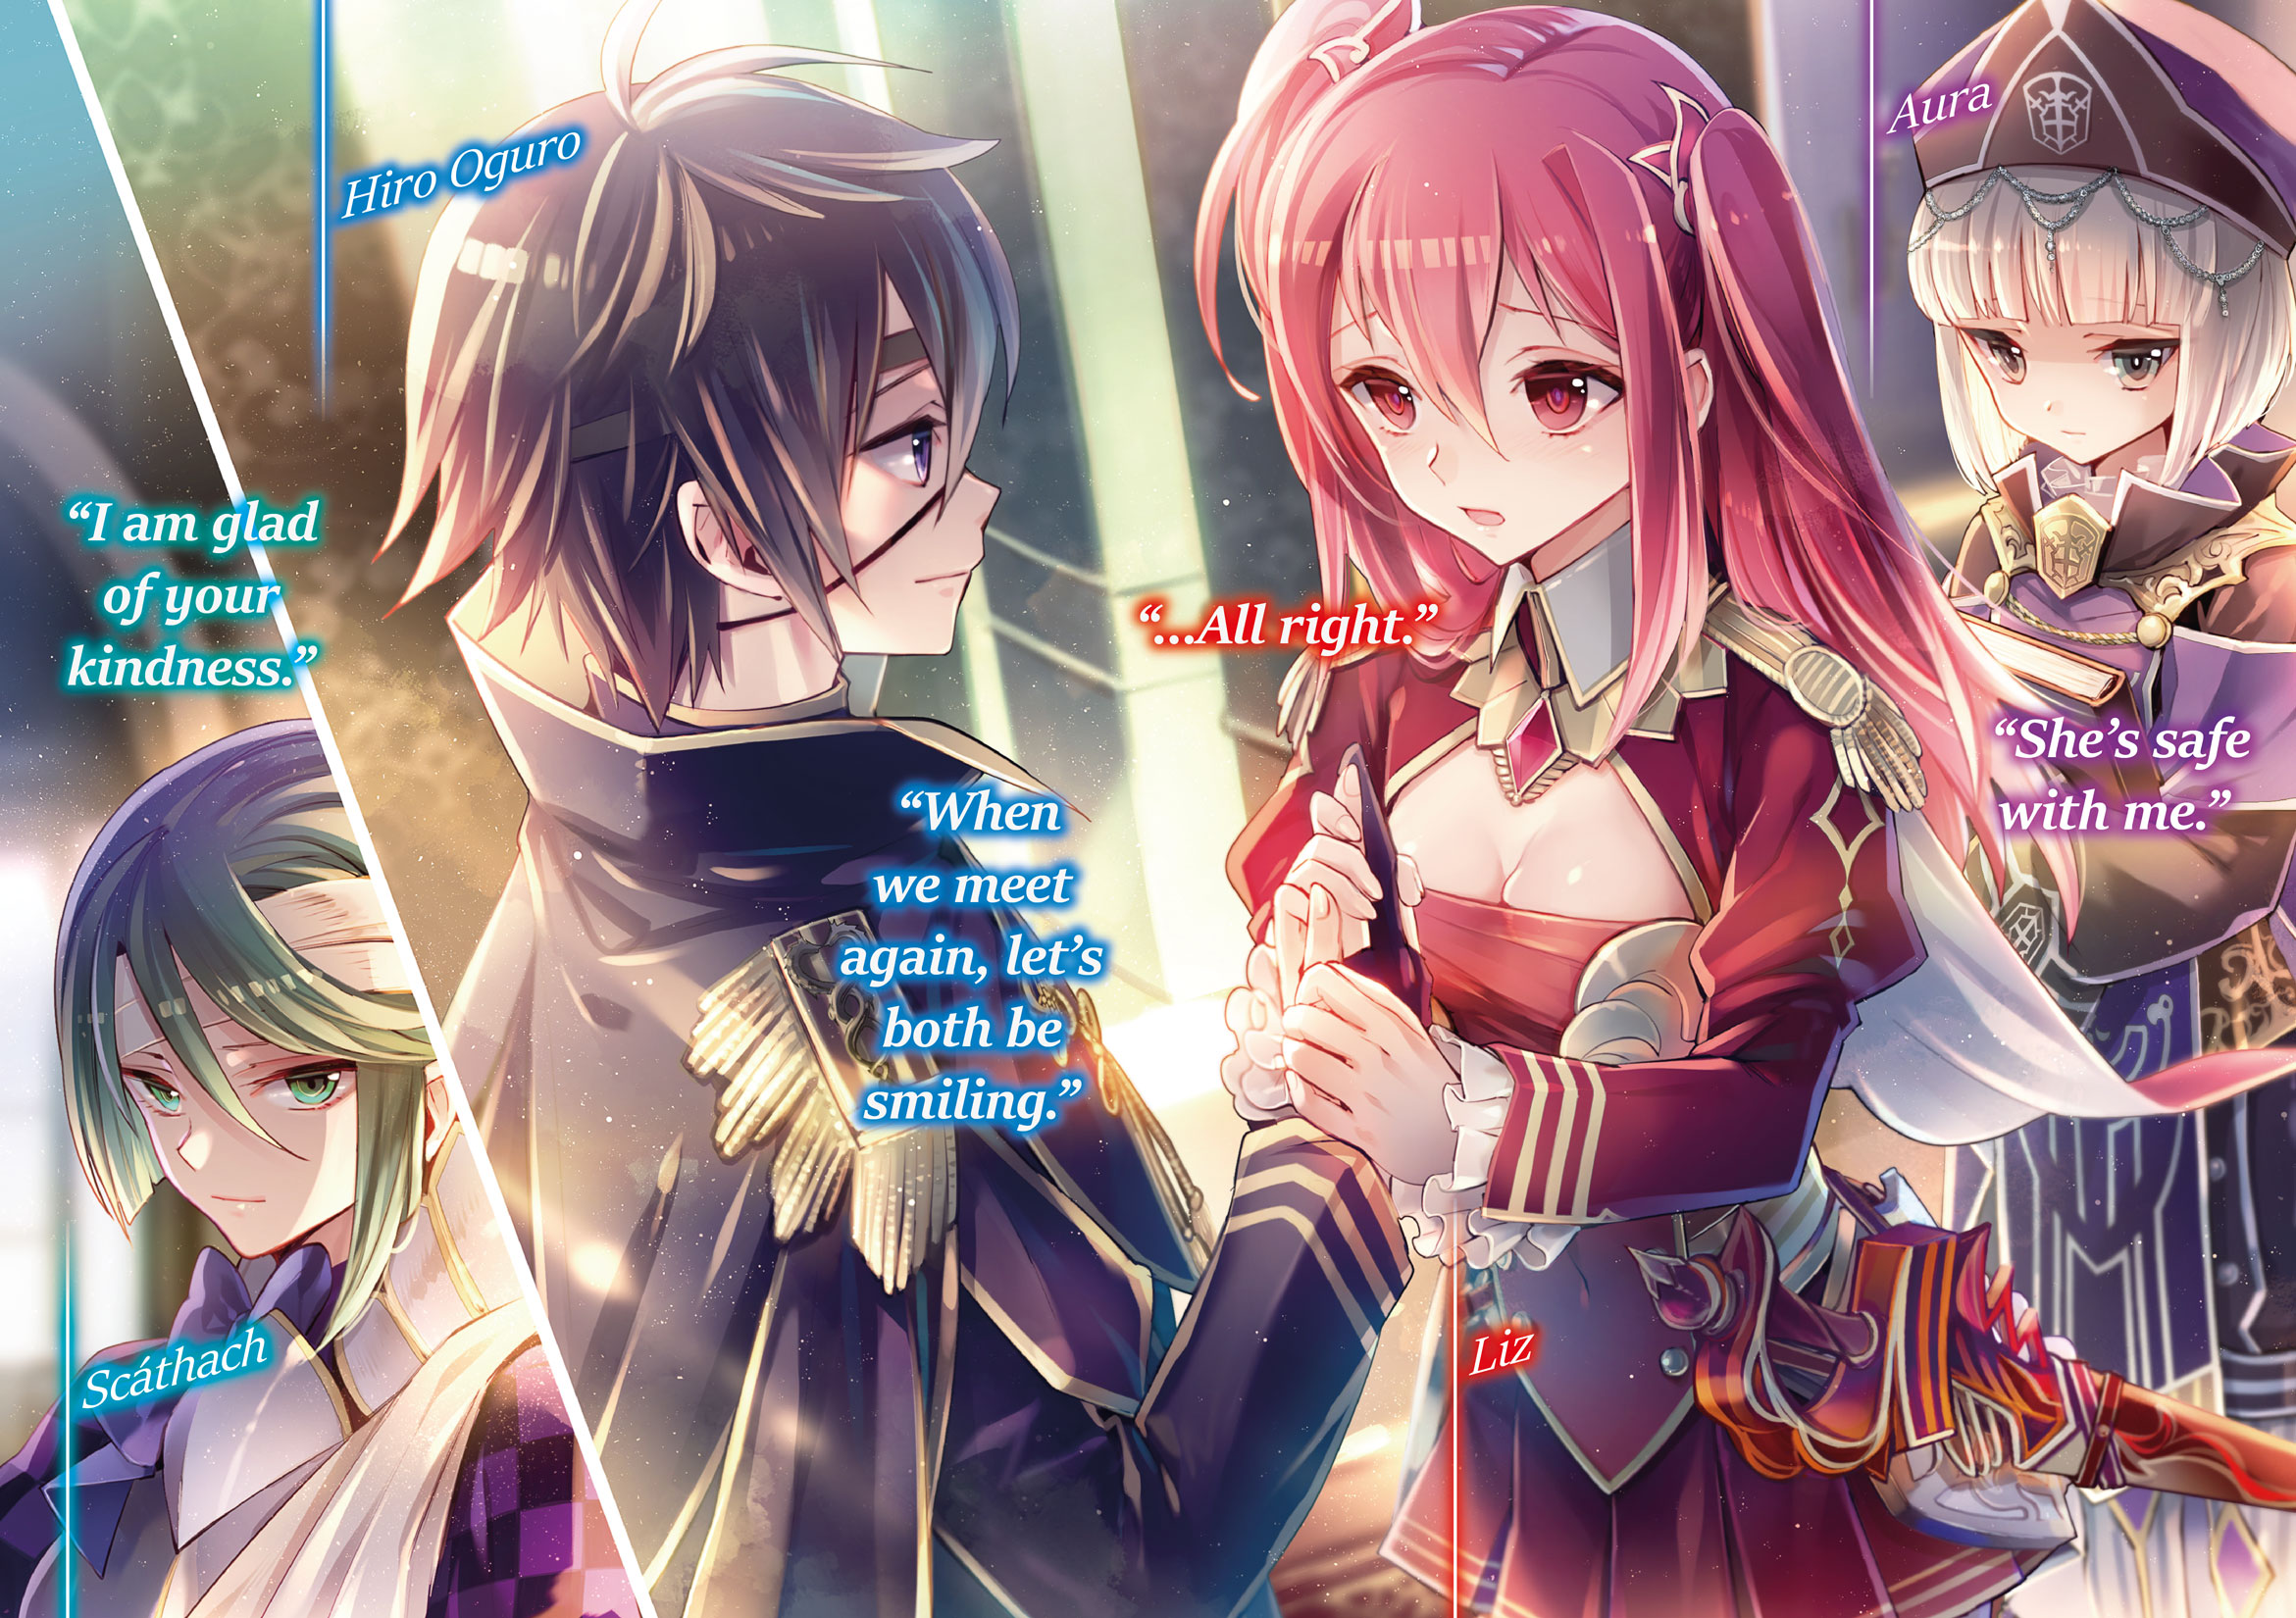 Hiro Oguro
Aura
“I am glad
of your
kindness.”
“...All right.”
“She’s safe
with me.”
“When
we meet
again, let’s
both be
smiling.”
Scáthach
Liz